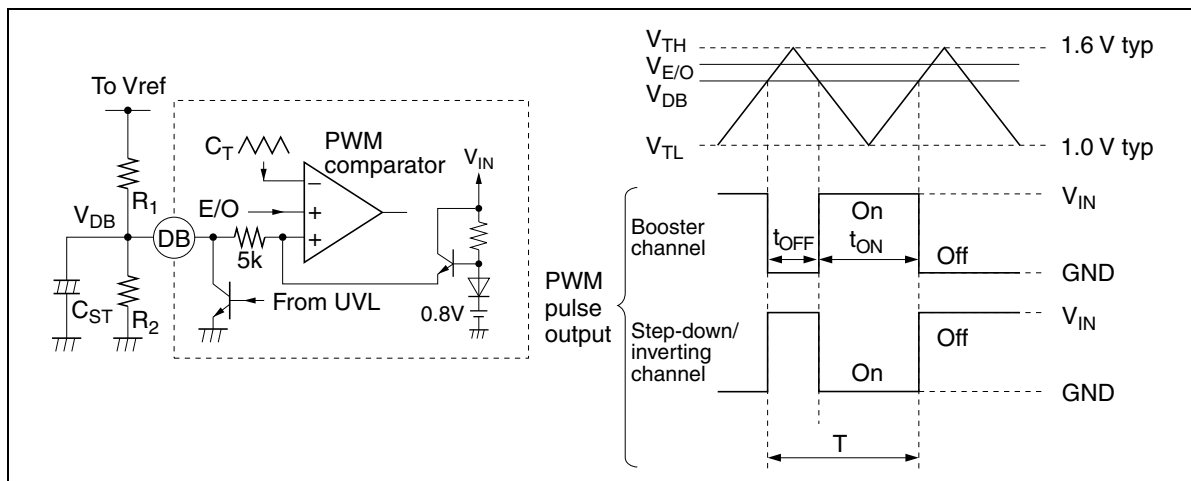 To Vref
R1
VDB
DB
CST
R2
CT
PWM
comparator
E/O
5k
From UVL
VIN
0.8V
VTH
VE/O
VDB
VTL
1.6 V typ
1.0 V typ
PWM
pulse
output
Booster
channel
tOFF
On
tON
Off
VIN
GND
Step-down/
inverting
channel
On
Off
VIN
GND
T